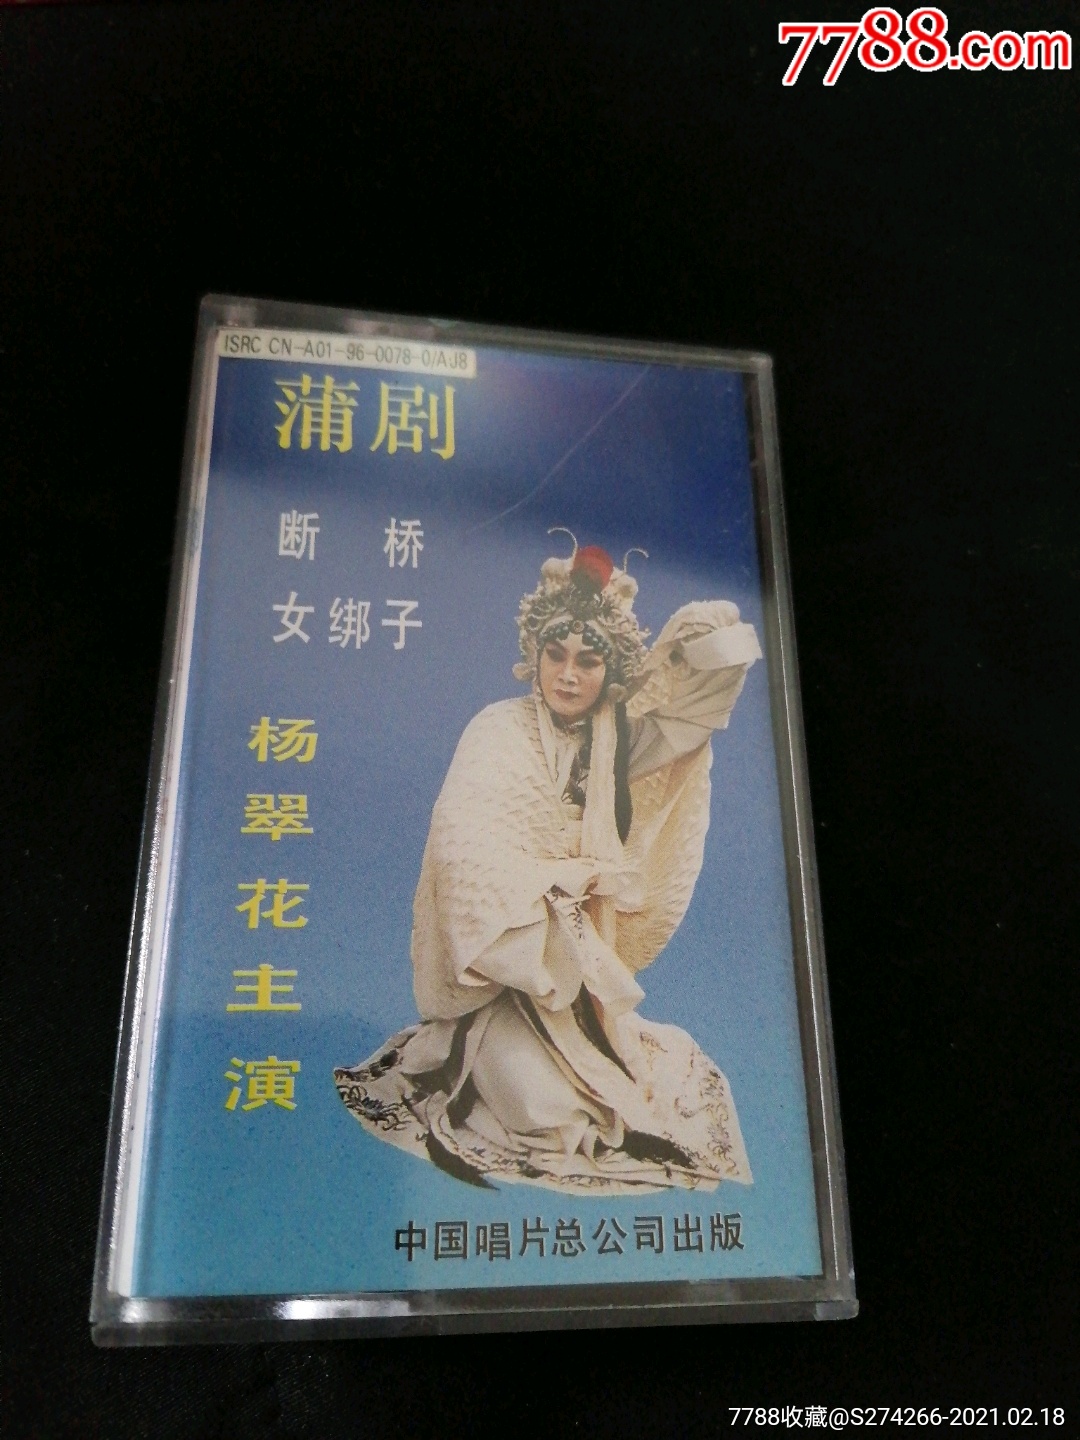 7788.com
ISRC CN-A01-96-0078-0/AJ8
蒲剧
断桥
女绑子
杨翠花主演
中国唱片总公司出版
7788收藏@S274266-2021.02.18